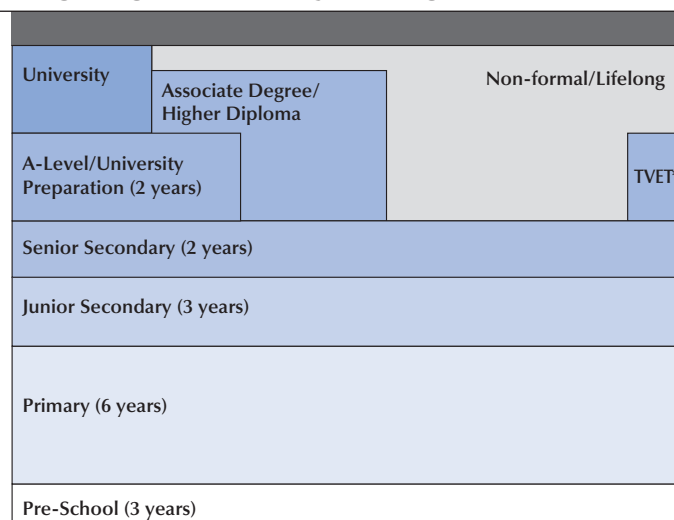 University
Associate Degree/
Higher Diploma
Non-formal/Lifelong
A-Level/University
Preparation (2 years)
TVET
Senior Secondary (2 years)
Junior Secondary (3 years)
Primary (6 years)
Pre-School (3 years)